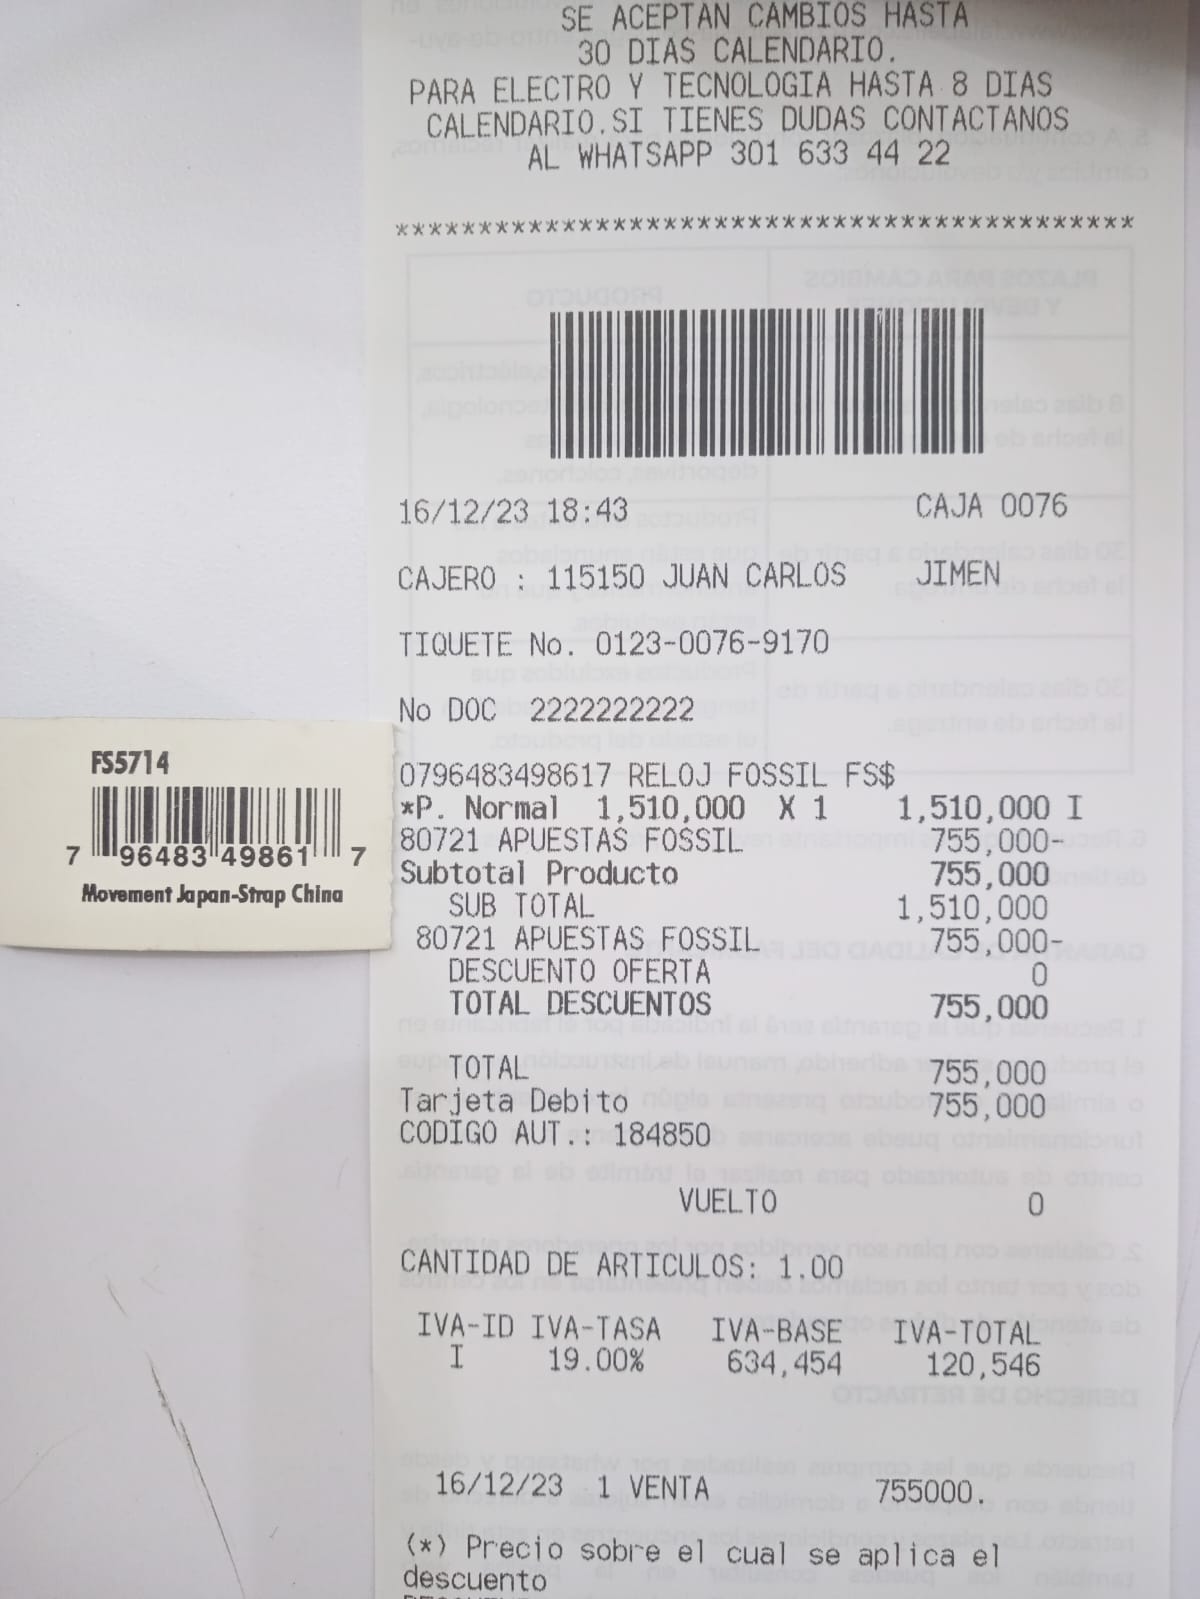 SE ACEPTAN CAMBIOS HASTA
30 DIAS CALENDARIO.
PARA ELECTRO Y TECNOLOGIA HASTA 8 DIAS
CALENDARIO.SI TIENES DUDAS CONTACTANOS
AL WHATSAPP 301 633 44 22
*********************************************
16/12/23 18:43 CAJA 0076
CAJERO : 115150 JUAN CARLOS JIMEN
TIQUETE No. 0123-0076-9170
No DOC 2222222222
0796483498617 RELOJ FOSSIL FS$
*P. Normal 1,510,000 X 1 1,510,000 I
80721 APUESTAS FOSSIL 755,000-
Subtotal Producto 755,000
SUB TOTAL 1,510,000
80721 APUESTAS FOSSIL 755,000-
DESCUENTO OFERTA 0
TOTAL DESCUENTOS 755,000
TOTAL 755,000
Tarjeta Debito 755,000
CODIGO AUT.: 184850
VUELTO 0
CANTIDAD DE ARTICULOS: 1.00
IVA-ID IVA-TASA IVA-BASE IVA-TOTAL
I 19.00% 634,454 120,546
16/12/23 1 VENTA 755000.
(*) Precio sobre el cual se aplica el
descuento
FS5714
7 96483 49861 7
Movement Japan-Strap China